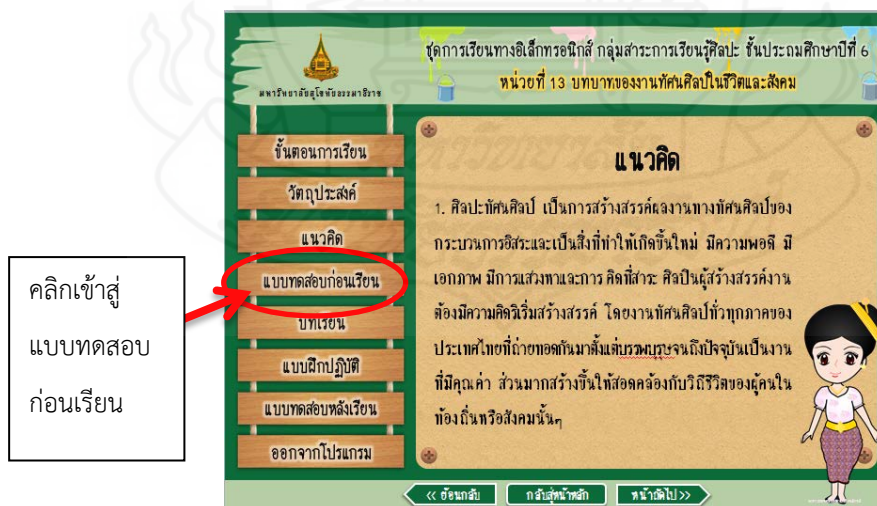 ชุดการเรียนทางอิเล็กทรอนิกส์ กลุ่มสาระการเรียนรู้ศิลปะ ชั้นประถมศึกษาปีที่ 6
หน่วยที่ 13 บทบาทของงานทัศนศิลป์ในชีวิตและสังคม
มหาวิทยาลัยสุโขทัยธรรมาธิราช
ขั้นตอนการเรียน
วัตถุประสงค์
แนวคิด
แบบทดสอบก่อนเรียน
บทเรียน
แบบฝึกปฏิบัติ
แบบทดสอบหลังเรียน
ออกจากโปรแกรม
คลิกเข้าสู่
แบบทดสอบ
ก่อนเรียน
แนวคิด
1. ศิลปะทัศนศิลป์ เป็นการสร้างสรรค์ผลงานทางทัศนศิลป์ของ
กระบวนการอิสระและเป็นสิ่งที่ทำให้เกิดขึ้นใหม่ มีความพอดี มี
เอกภาพ มีการแสวงหาและการ คิดที่สาระ ศิลปินผู้สร้างสรรค์งาน
ต้องมีความคิดริเริ่มสร้างสรรค์ โดยงานทัศนศิลป์ทั่วทุกภาคของ
ประเทศไทยที่ถ่ายทอดกันมาตั้งแต่บรรพบุรุษจนถึงปัจจุบันเป็นงาน
ที่มีคุณค่า ส่วนมากสร้างขึ้นให้สอดคล้องกับวิถีชีวิตของผู้คนใน
ท้องถิ่นหรือสังคมนั้นๆ
<< ย้อนกลับ
กลับสู่หน้าหลัก
หน้าถัดไป >>